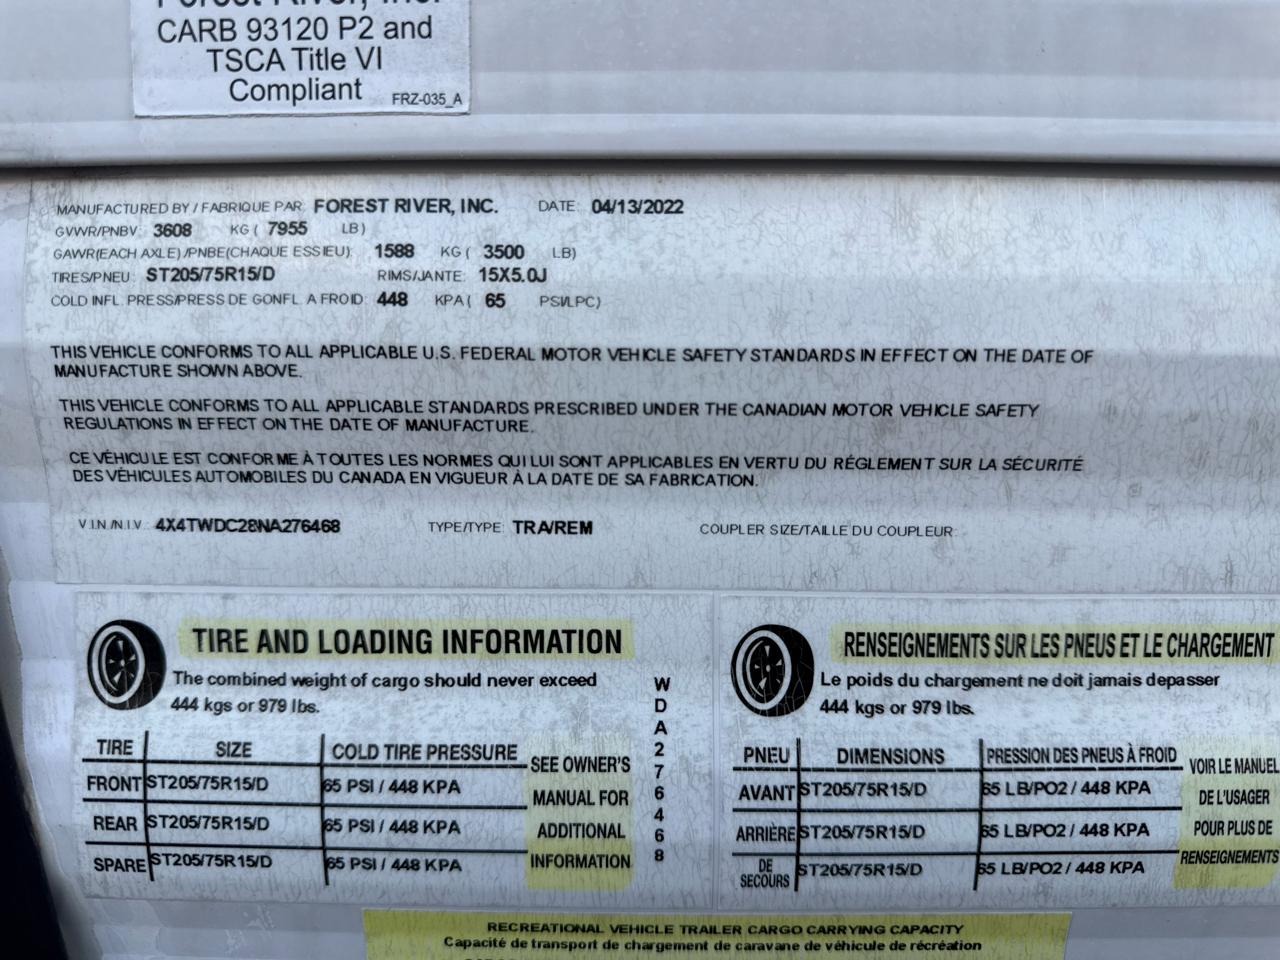 Forest River, Inc.
CARB 93120 P2 and
TSCA Title VI
Compliant
FRZ-035_A
MANUFACTURED BY / FABRIQUE PAR: FOREST RIVER, INC. DATE: 04/13/2022
GVWR/PNBV: 3608 KG ( 7955 LB)
GAWR(EACH AXLE)/PNBE(CHAQUE ESSIEU): 1588 KG ( 3500 LB)
TIRES/PNEU: ST205/75R15/D RIMS/JANTE: 15X5.0J
COLD INFL. PRESS/PRESS DE GONFL. A FROID: 448 KPA ( 65 PSI/LPC)
THIS VEHICLE CONFORMS TO ALL APPLICABLE U.S. FEDERAL MOTOR VEHICLE SAFETY STANDARDS IN EFFECT ON THE DATE OF
MANUFACTURE SHOWN ABOVE.
THIS VEHICLE CONFORMS TO ALL APPLICABLE STANDARDS PRESCRIBED UNDER THE CANADIAN MOTOR VEHICLE SAFETY
REGULATIONS IN EFFECT ON THE DATE OF MANUFACTURE.
CE VÉHICULE EST CONFORME À TOUTES LES NORMES QUI LUI SONT APPLICABLES EN VERTU DU RÉGLEMENT SUR LA SÉCURITÉ
DES VÉHICULES AUTOMOBILES DU CANADA EN VIGUEUR À LA DATE DE SA FABRICATION.
V.I.N./N.I.V.: 4X4TWDC28NA276468 TYPE/TYPE: TRA/REM COUPLER SIZE/TAILLE DU COUPLEUR:
TIRE AND LOADING INFORMATION
The combined weight of cargo should never exceed
444 kgs or 979 lbs.
TIRE SIZE COLD TIRE PRESSURE
FRONT ST205/75R15/D 65 PSI / 448 KPA
REAR ST205/75R15/D 65 PSI / 448 KPA
SPARE ST205/75R15/D 65 PSI / 448 KPA
SEE OWNER'S
MANUAL FOR
ADDITIONAL
INFORMATION
WDA276468
RENSEIGNEMENTS SUR LES PNEUS ET LE CHARGEMENT
Le poids du chargement ne doit jamais depasser
444 kgs or 979 lbs.
PNEU DIMENSIONS PRESSION DES PNEUS À FROID
AVANT ST205/75R15/D 65 LB/PO2 / 448 KPA
ARRIÈRE ST205/75R15/D 65 LB/PO2 / 448 KPA
DE SECOURS ST205/75R15/D 65 LB/PO2 / 448 KPA
VOIR LE MANUEL
DE L'USAGER
POUR PLUS DE
RENSEIGNEMENTS
RECREATIONAL VEHICLE TRAILER CARGO CARRYING CAPACITY
Capacité de transport de chargement de caravane de véhicule de récréation